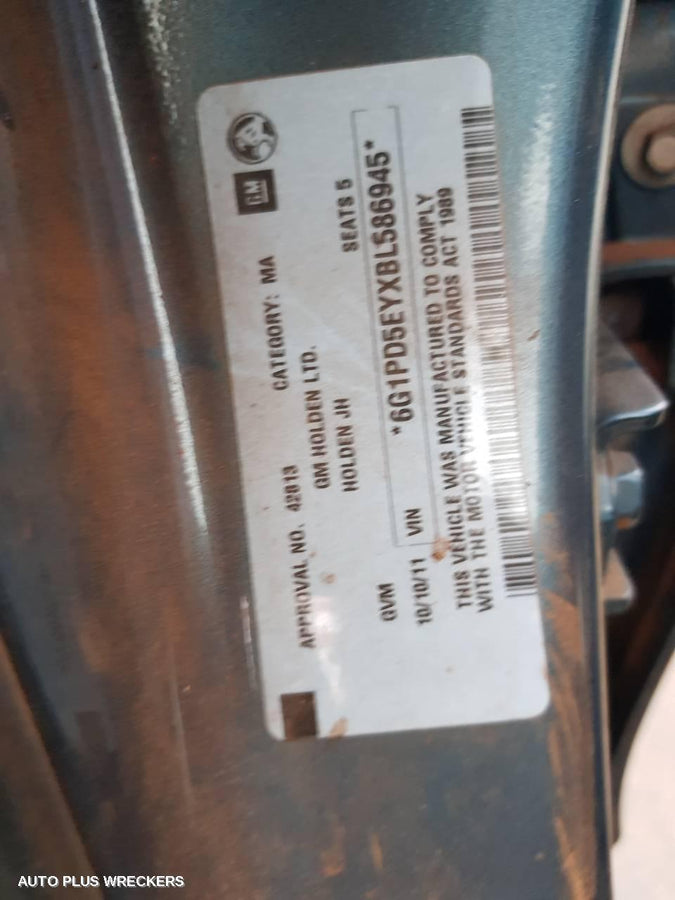 GM
APPROVAL NO. 42813 CATEGORY: MA
GM HOLDEN LTD.
HOLDEN JH SEATS 5
GVM
VIN *6G1PD5EYXBL586945*
10/10/11
THIS VEHICLE WAS MANUFACTURED TO COMPLY
WITH THE MOTOR VEHICLE STANDARDS ACT 1989
AUTO PLUS WRECKERS